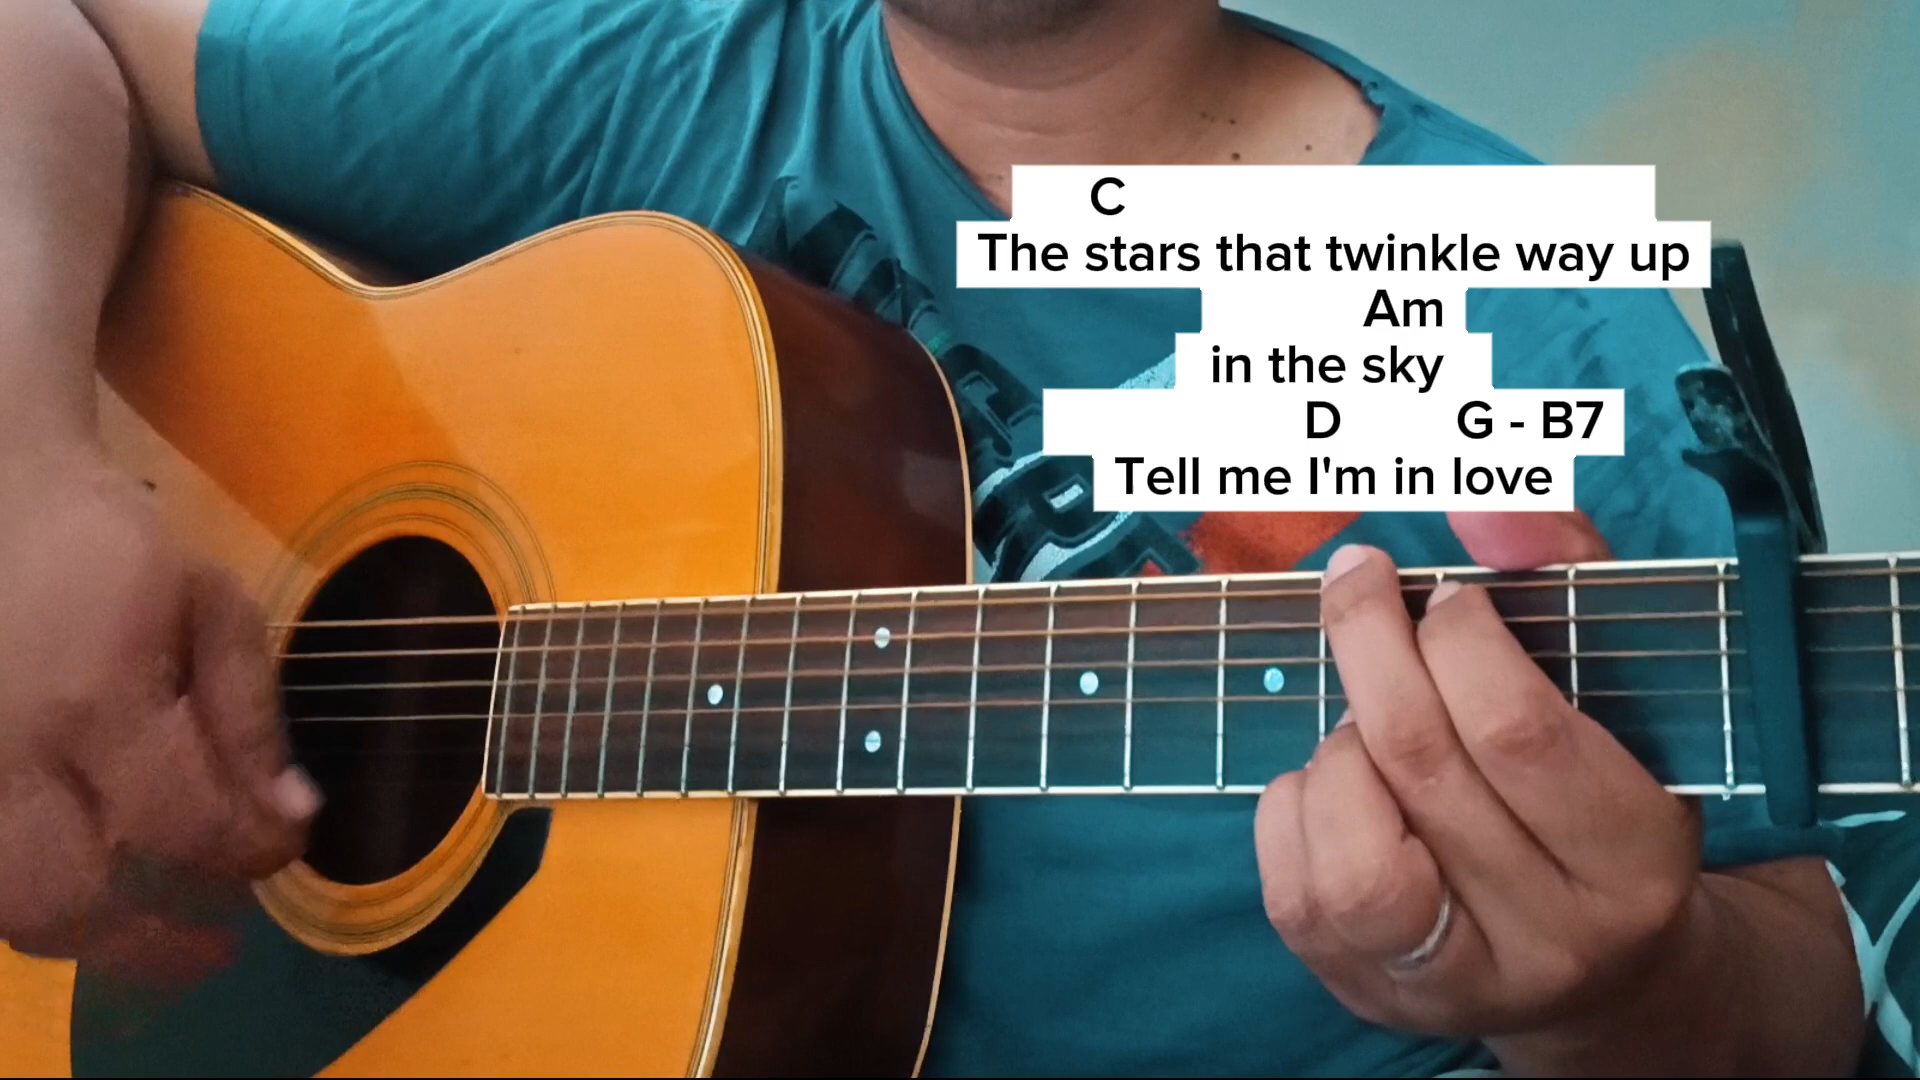 C
The stars that twinkle way up
Am
in the sky
D G - B7
Tell me I'm in love